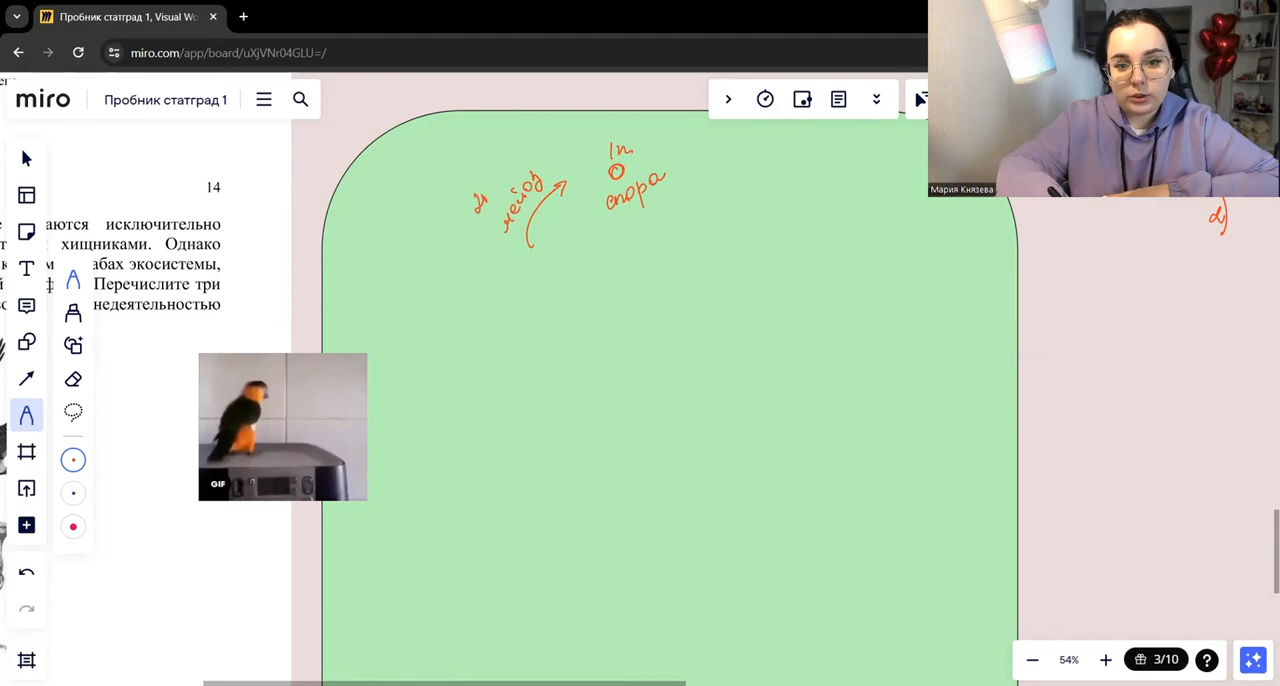 Пробник статград 1, Visual Wo
miro.com/app/board/uXjVNr04GLU=/
miro
Пробник статград 1
Мария Князева
14
аются исключительно
хищниками. Однако
абах экосистемы,
Перечислите три
недеятельностью
1n
спора
мейоз
2n
GIF
54%
3/10
?